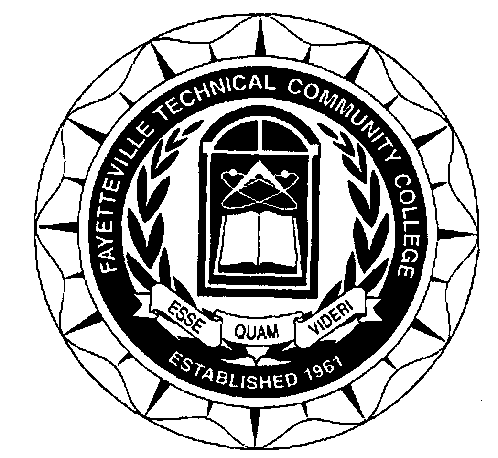 FAYETTEVILLE TECHNICAL COMMUNITY COLLEGE
ESSE QUAM VIDERI
ESTABLISHED 1961